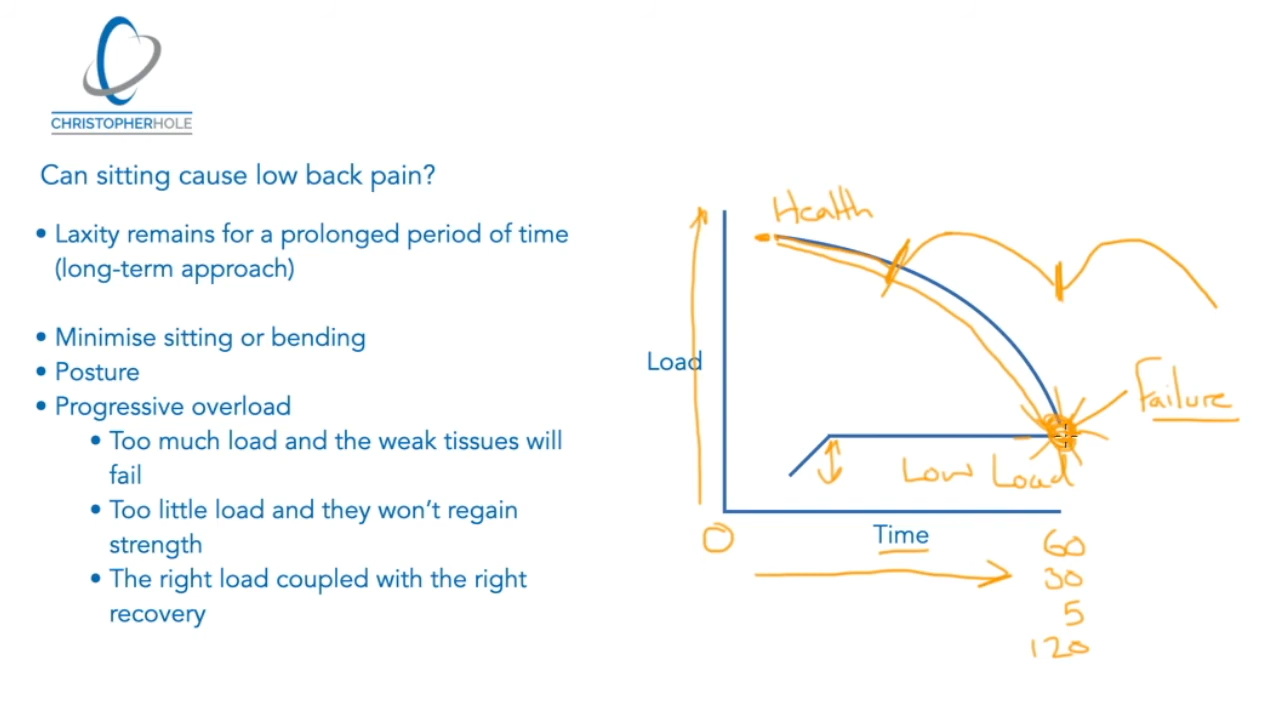 CHRISTOPHERHOLE
Can sitting cause low back pain?
• Laxity remains for a prolonged period of time
(long-term approach)
• Minimise sitting or bending
• Posture
• Progressive overload
• Too much load and the weak tissues will
fail
• Too little load and they won’t regain
strength
• The right load coupled with the right
recovery
Health
Load
Failure
Low Load
0
Time
60
30
5
120